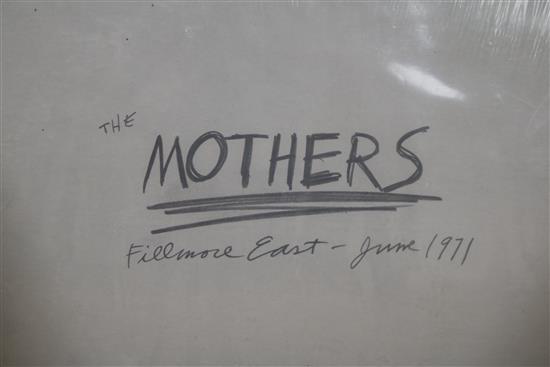 THE
MOTHERS
Fillmore East - June 1971